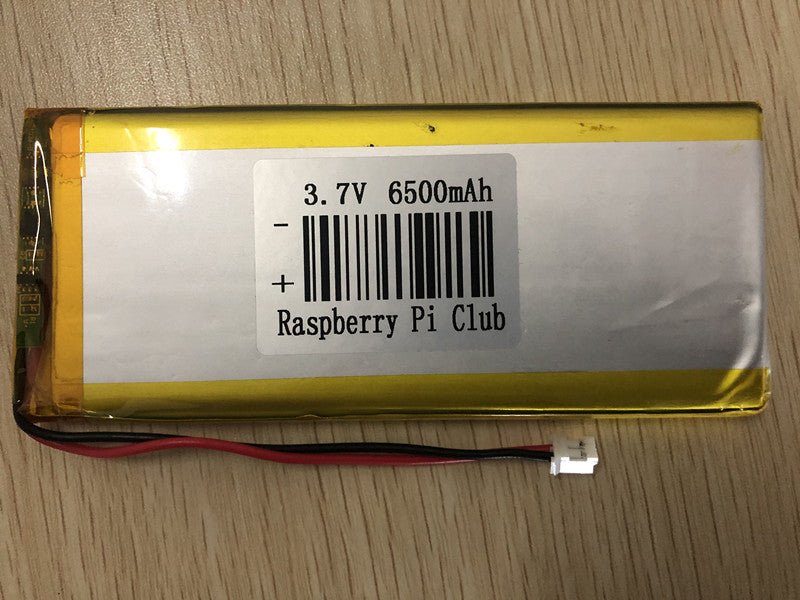 3.7V 6500mAh
-
+
Raspberry Pi Club